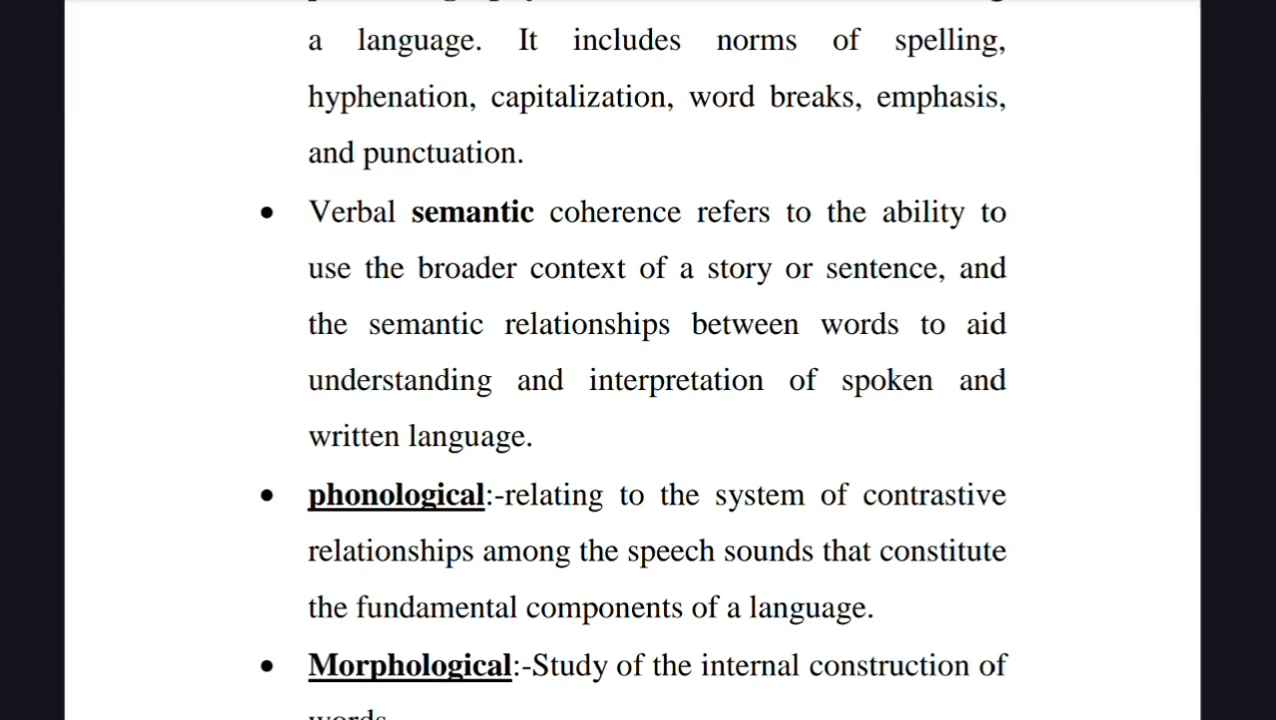 a language. It includes norms of spelling,
hyphenation, capitalization, word breaks, emphasis,
and punctuation.
• Verbal semantic coherence refers to the ability to
use the broader context of a story or sentence, and
the semantic relationships between words to aid
understanding and interpretation of spoken and
written language.
• phonological:-relating to the system of contrastive
relationships among the speech sounds that constitute
the fundamental components of a language.
• Morphological:-Study of the internal construction of
words